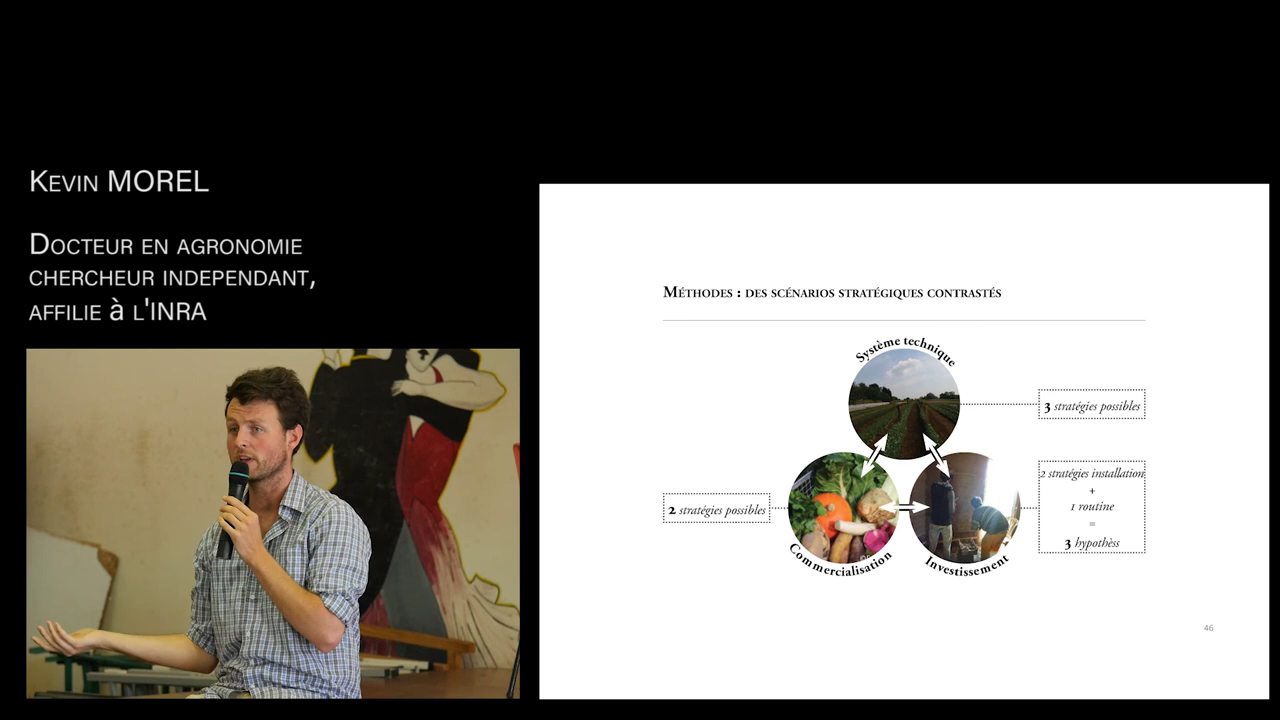 Kevin MOREL
Docteur en agronomie
chercheur independant,
affilie à l'INRA
Méthodes : des scénarios stratégiques contrastés
Système technique
3 stratégies possibles
2 stratégies installation
+
1 routine
=
3 hypothèss
2 stratégies possibles
Commercialisation
Investissement
46